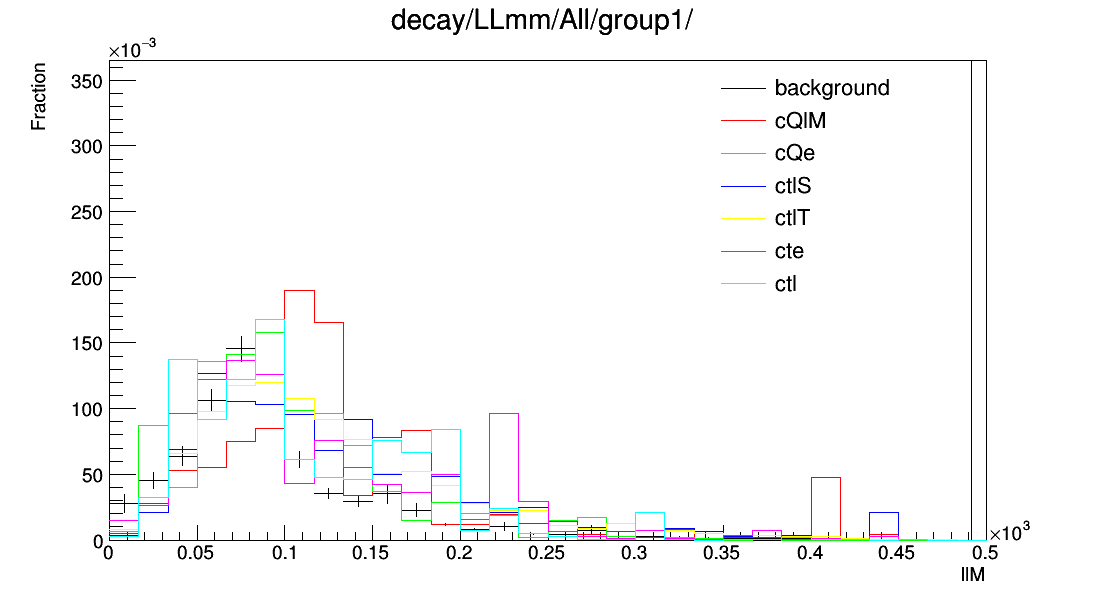 decay/LLmm/All/group1/
×10⁻³
Fraction
350
300
250
200
150
100
50
0
background
cQlM
cQe
ctlS
ctlT
cte
ctl
0 0.05 0.1 0.15 0.2 0.25 0.3 0.35 0.4 0.45 0.5
×10³
llM